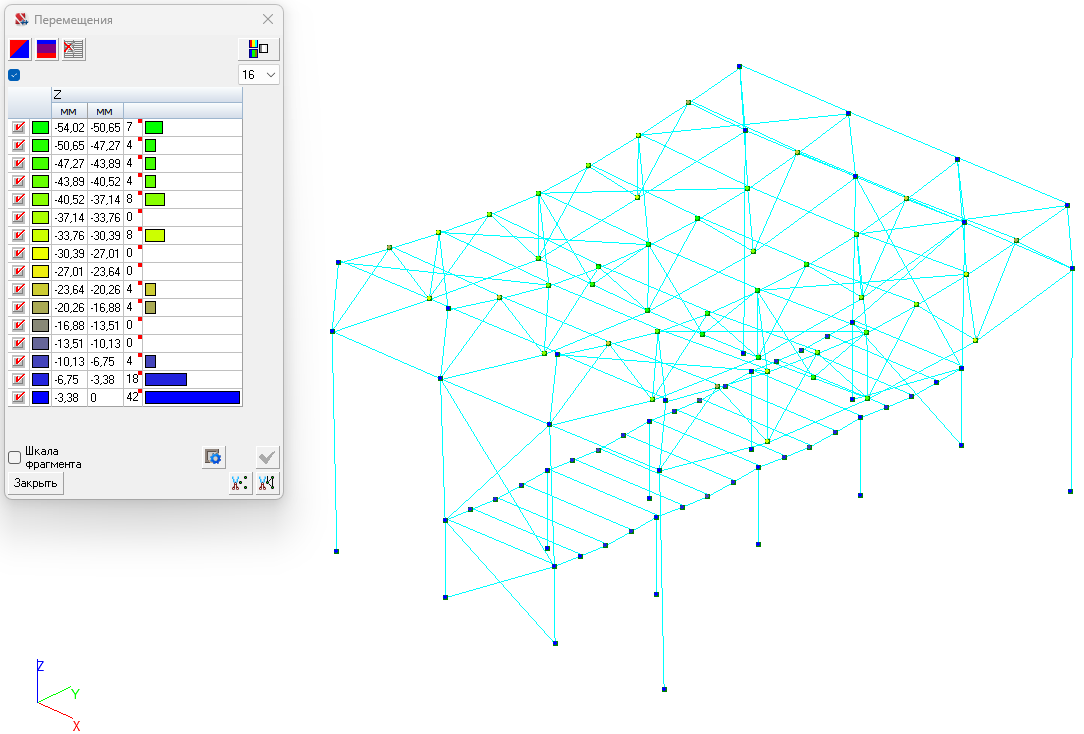 Перемещения
16
Z
мм мм
-54,02 -50,65 7
-50,65 -47,27 4
-47,27 -43,89 4
-43,89 -40,52 4
-40,52 -37,14 8
-37,14 -33,76 0
-33,76 -30,39 8
-30,39 -27,01 0
-27,01 -23,64 0
-23,64 -20,26 4
-20,26 -16,88 4
-16,88 -13,51 0
-13,51 -10,13 0
-10,13 -6,75 4
-6,75 -3,38 18
-3,38 0 42
Шкала
фрагмента
Закрыть
Z
Y
X